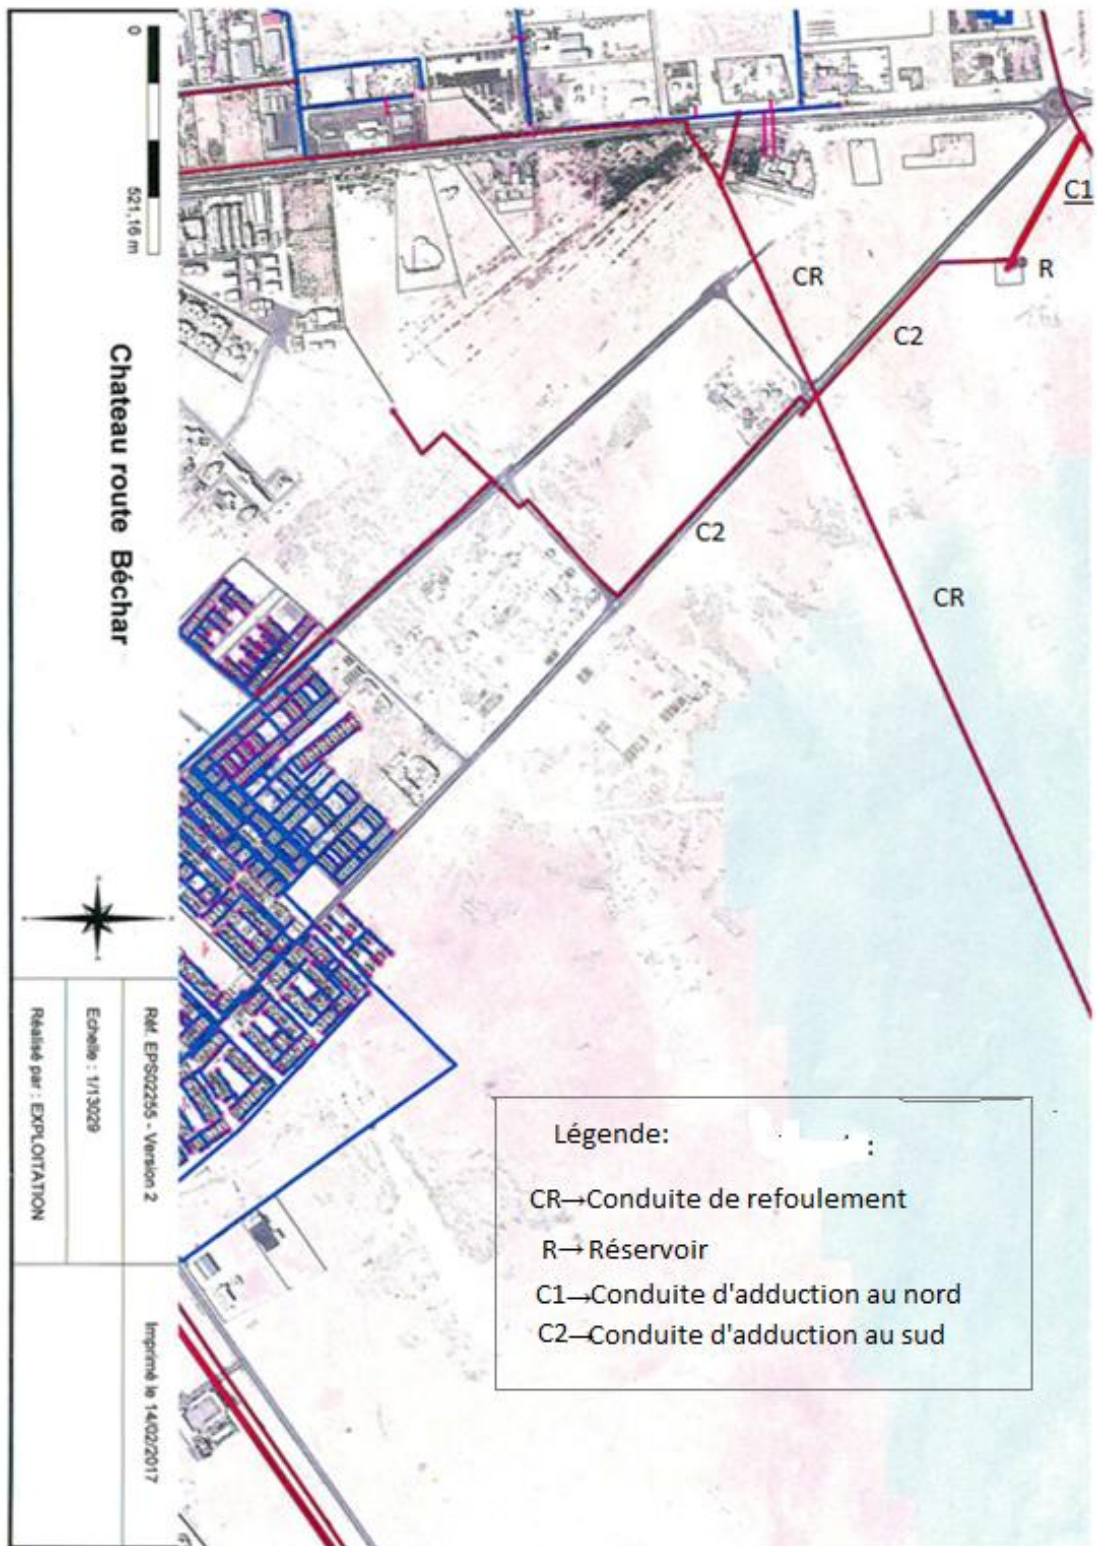 0
521,16 m
Chateau route Béchar
Réf. EPS02255 - Version 2
Echelle : 1/13029
Réalisé par : EXPLOITATION
Imprimé le 14/02/2017
C1
R
CR
C2
C2
CR
Légende:
:
CR→Conduite de refoulement
R→Réservoir
C1→Conduite d'adduction au nord
C2→Conduite d'adduction au sud